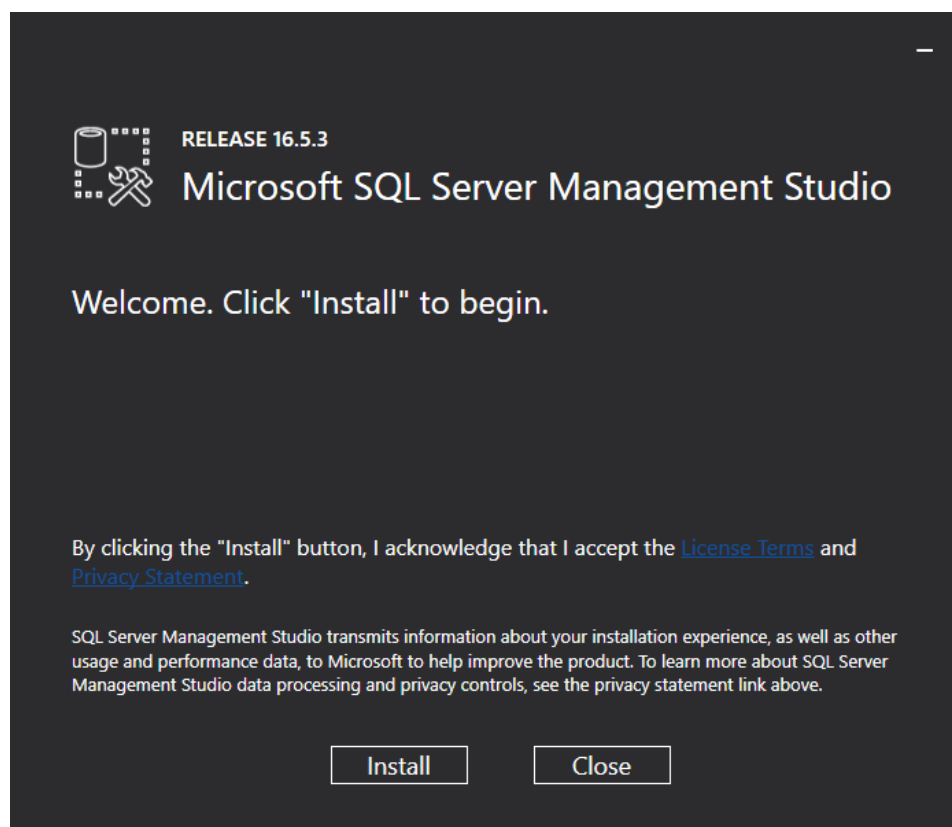 RELEASE 16.5.3
Microsoft SQL Server Management Studio
Welcome. Click "Install" to begin.
By clicking the "Install" button, I acknowledge that I accept the License Terms and
Privacy Statement.
SQL Server Management Studio transmits information about your installation experience, as well as other
usage and performance data, to Microsoft to help improve the product. To learn more about SQL Server
Management Studio data processing and privacy controls, see the privacy statement link above.
Install
Close